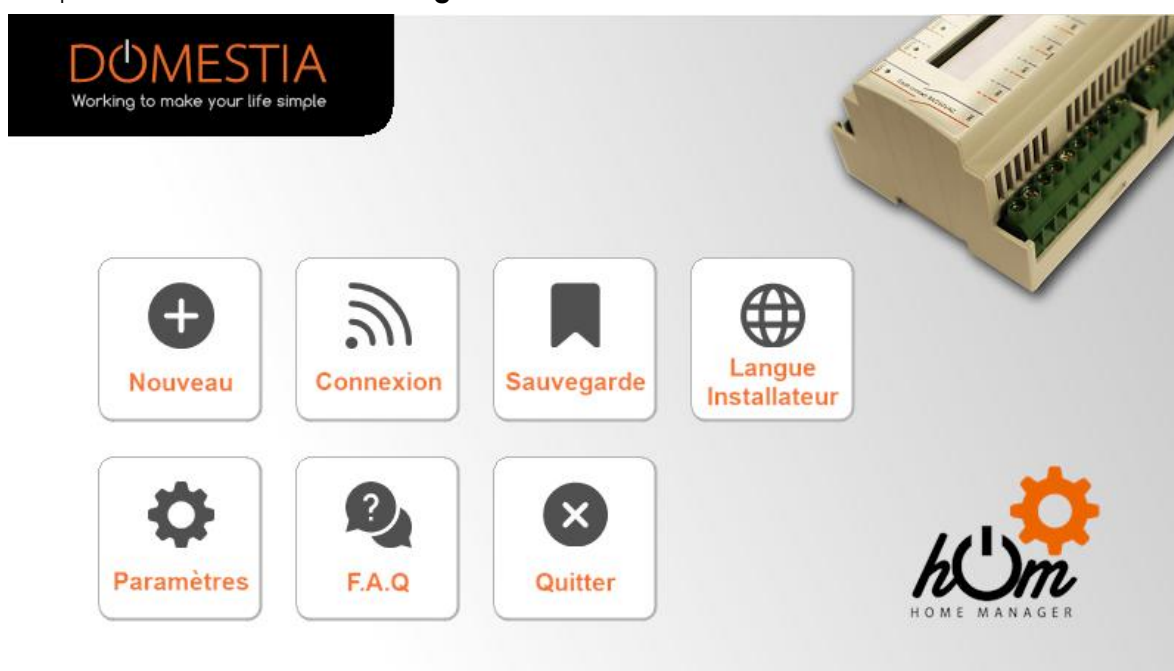 DOMESTIA
Working to make your life simple
Nouveau
Connexion
Sauvegarde
Langue
Installateur
Paramètres
F.A.Q
Quitter
hOm
HOME MANAGER